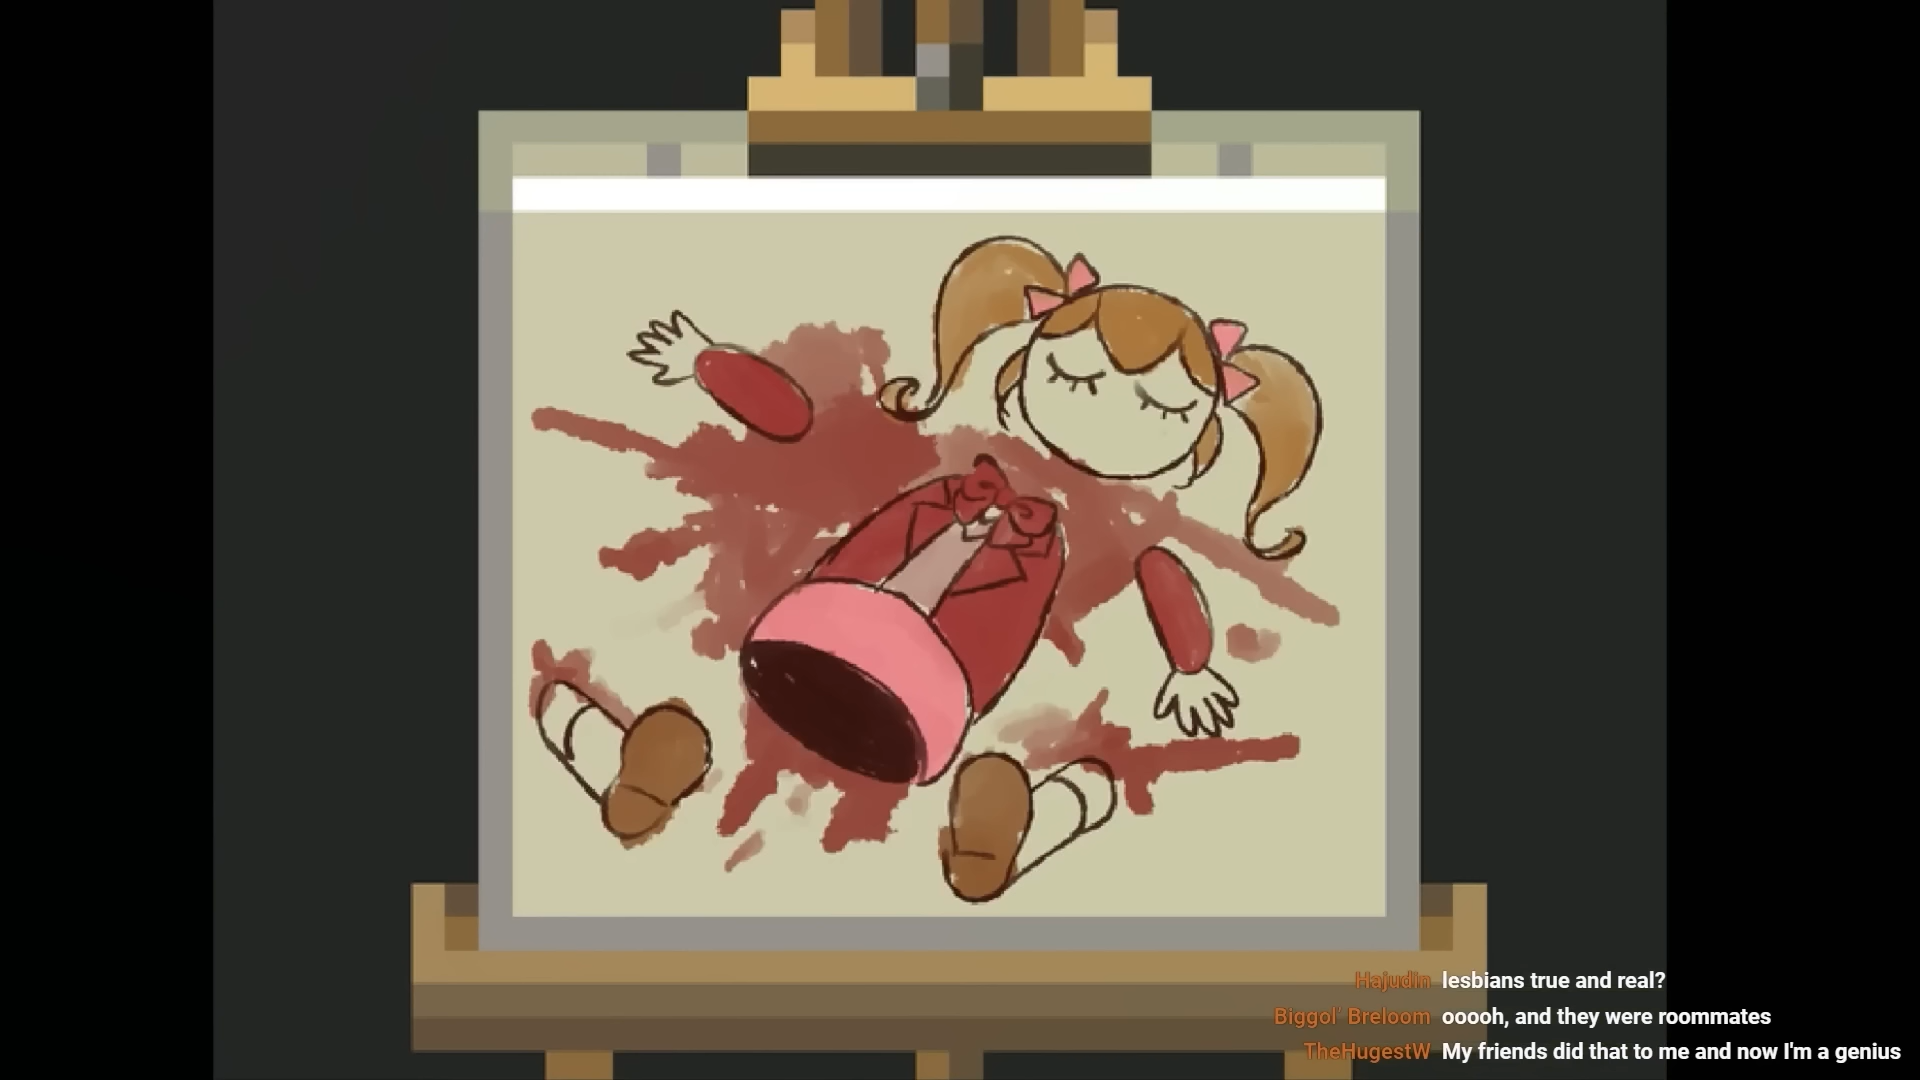 Hajudin lesbians true and real?
Biggol' Breloom ooooh, and they were roommates
TheHugestW My friends did that to me and now I'm a genius